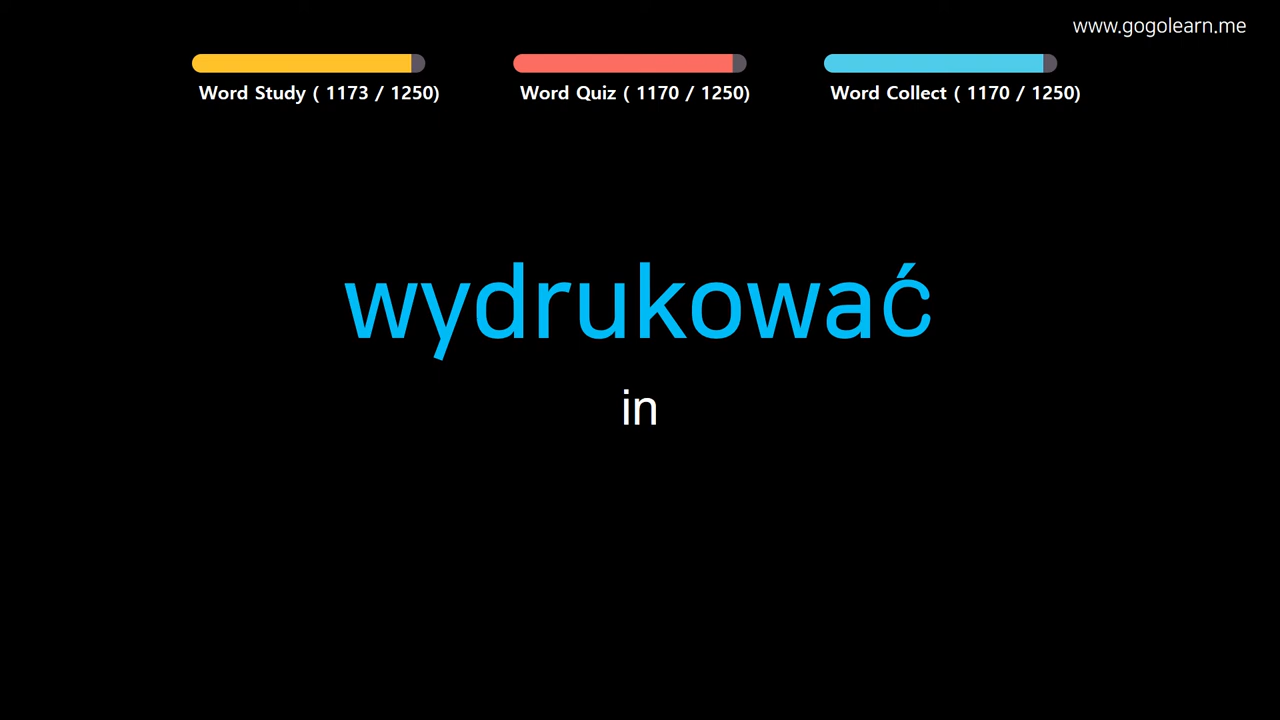 www.gogolearn.me
Word Study ( 1173 / 1250)
Word Quiz ( 1170 / 1250)
Word Collect ( 1170 / 1250)
wydrukować
in